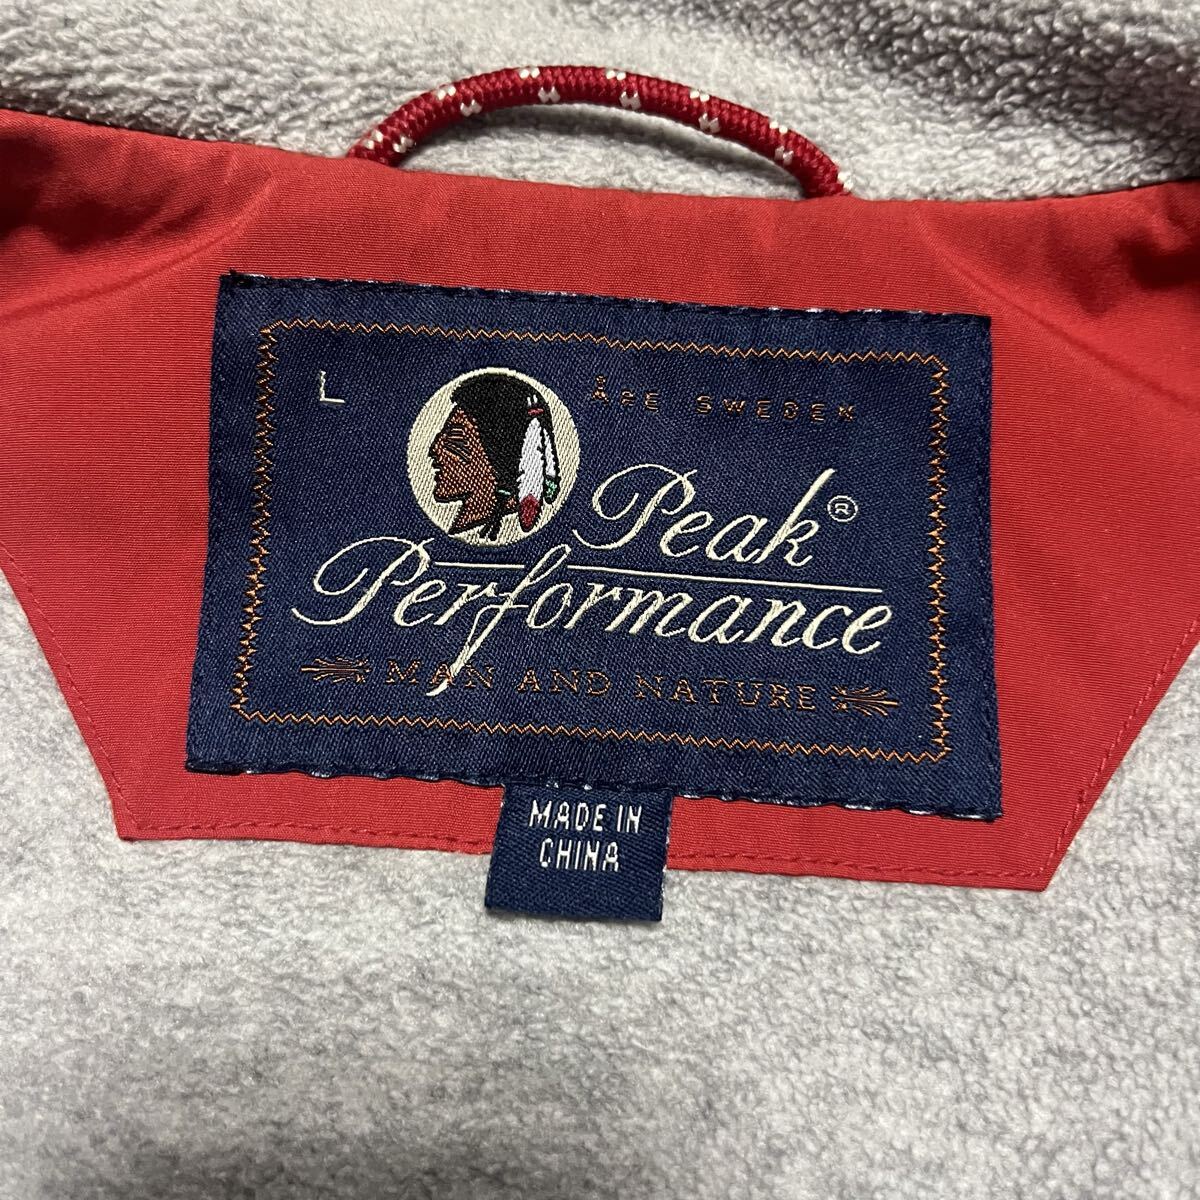 L
ÅRE SWEDEN
Peak®
Performance
MAN AND NATURE
MADE IN
CHINA